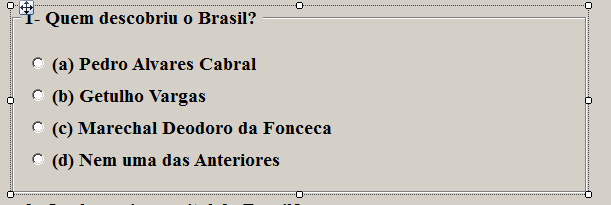 1- Quem descobriu o Brasil?
(a) Pedro Alvares Cabral
(b) Getulho Vargas
(c) Marechal Deodoro da Fonceca
(d) Nem uma das Anteriores